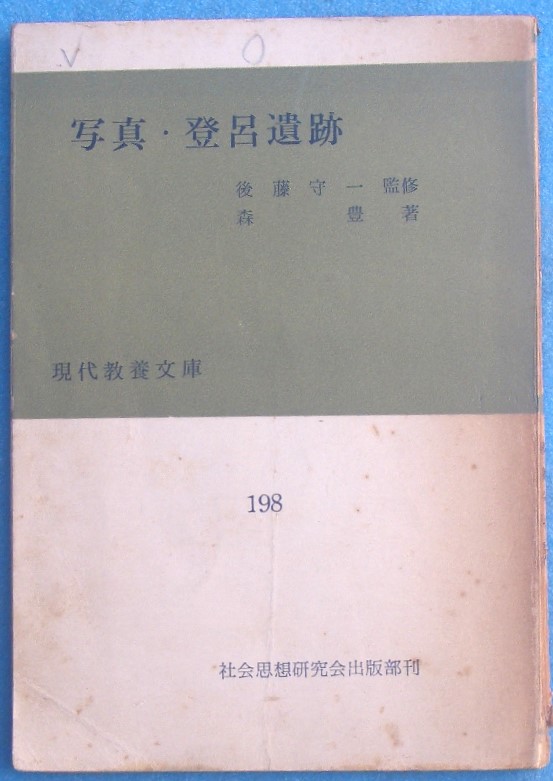 V O
写真・登呂遺跡
後藤守一監修
森豊著
現代教養文庫
198
社会思想研究会出版部刊